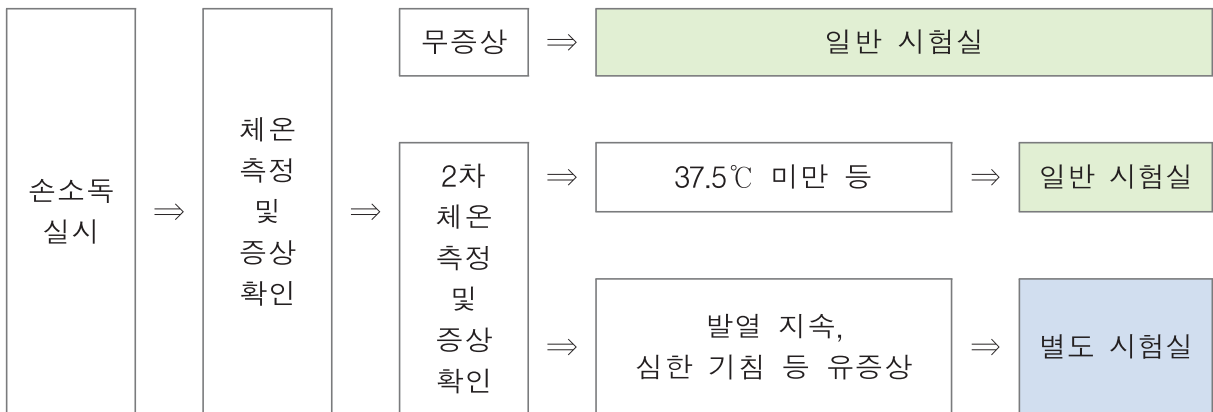 손소독
실시
⇒
체온
측정
및
증상
확인
⇒
무증상 ⇒ 일반 시험실
2차
체온
측정
및
증상
확인
⇒ 37.5℃ 미만 등 ⇒ 일반 시험실
⇒ 발열 지속,
심한 기침 등 유증상 ⇒ 별도 시험실